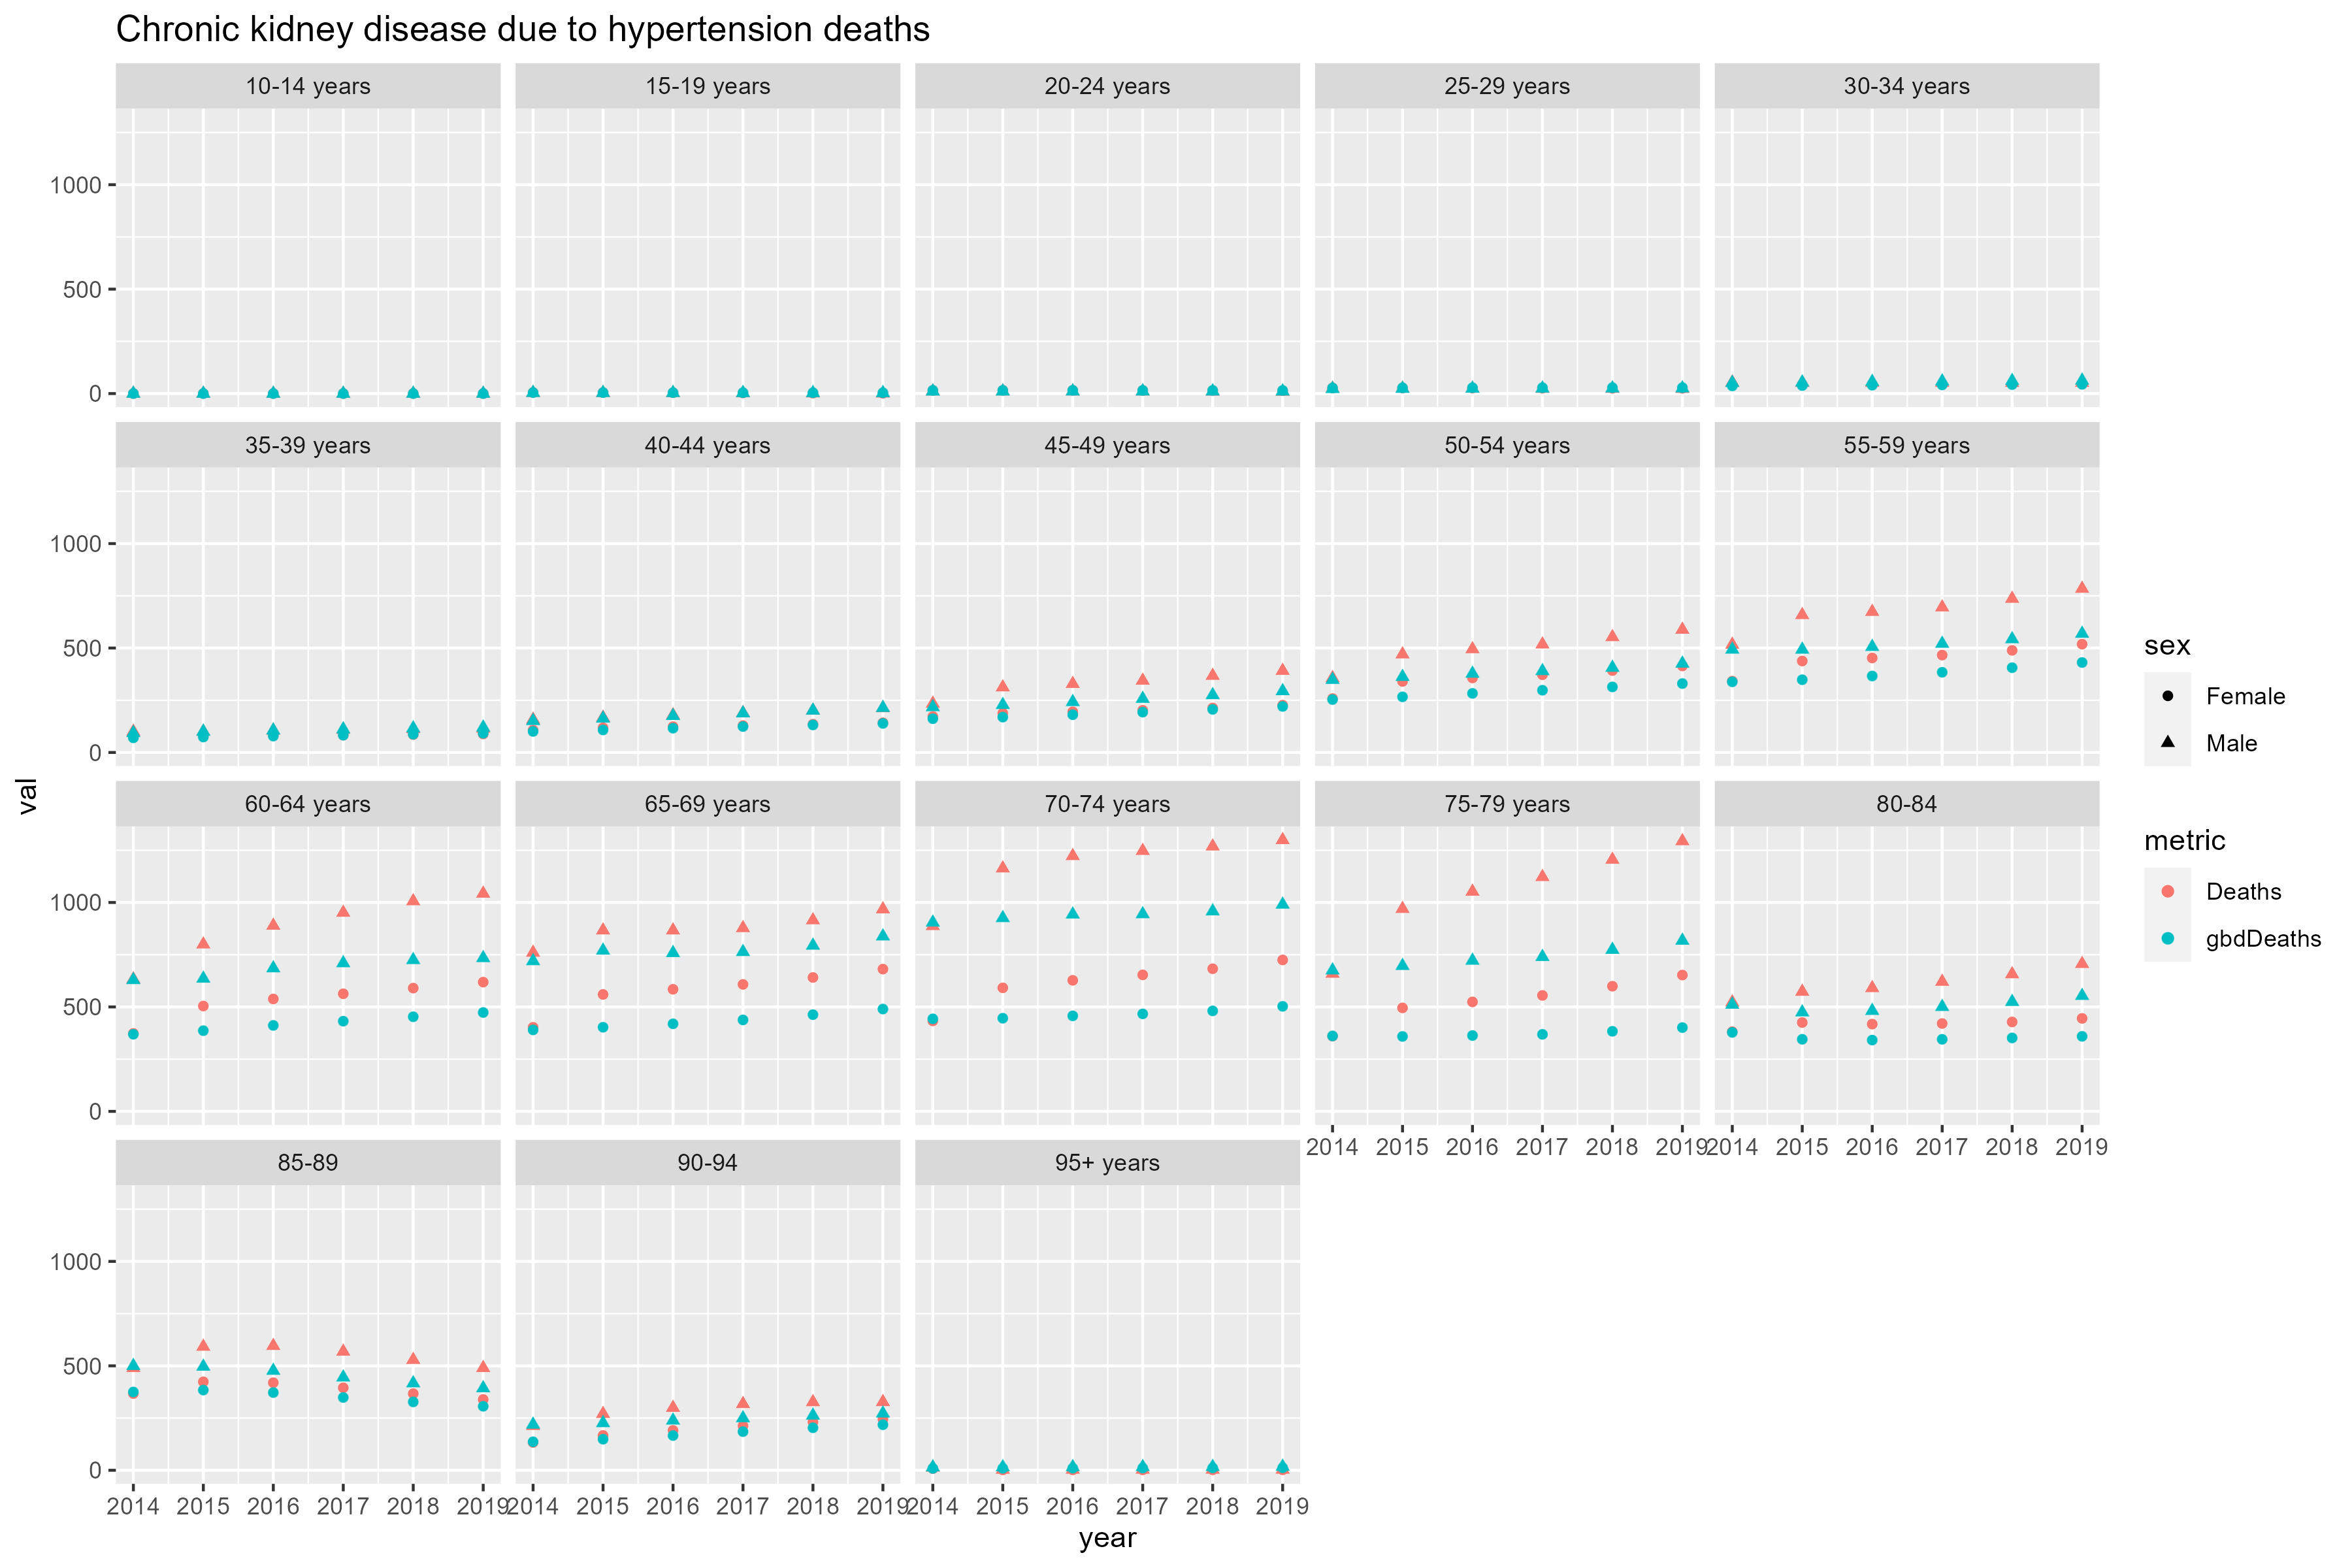 Chronic kidney disease due to hypertension deaths
10-14 years 15-19 years 20-24 years 25-29 years 30-34 years
1000
500
0
35-39 years 40-44 years 45-49 years 50-54 years 55-59 years
1000
500
0
60-64 years 65-69 years 70-74 years 75-79 years 80-84
1000
500
0
2014 2015 2016 2017 2018 2019 2014 2015 2016 2017 2018 2019
85-89 90-94 95+ years
1000
500
0
2014 2015 2016 2017 2018 2019 2014 2015 2016 2017 2018 2019 2014 2015 2016 2017 2018 2019
year
val
sex
Female
Male
metric
Deaths
gbdDeaths